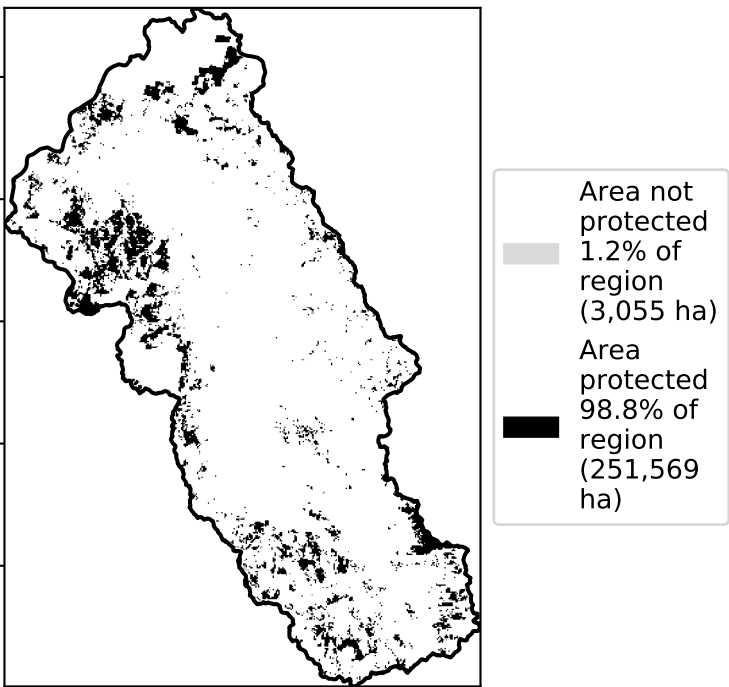 Area not
protected
1.2% of
region
(3,055 ha)
Area
protected
98.8% of
region
(251,569
ha)